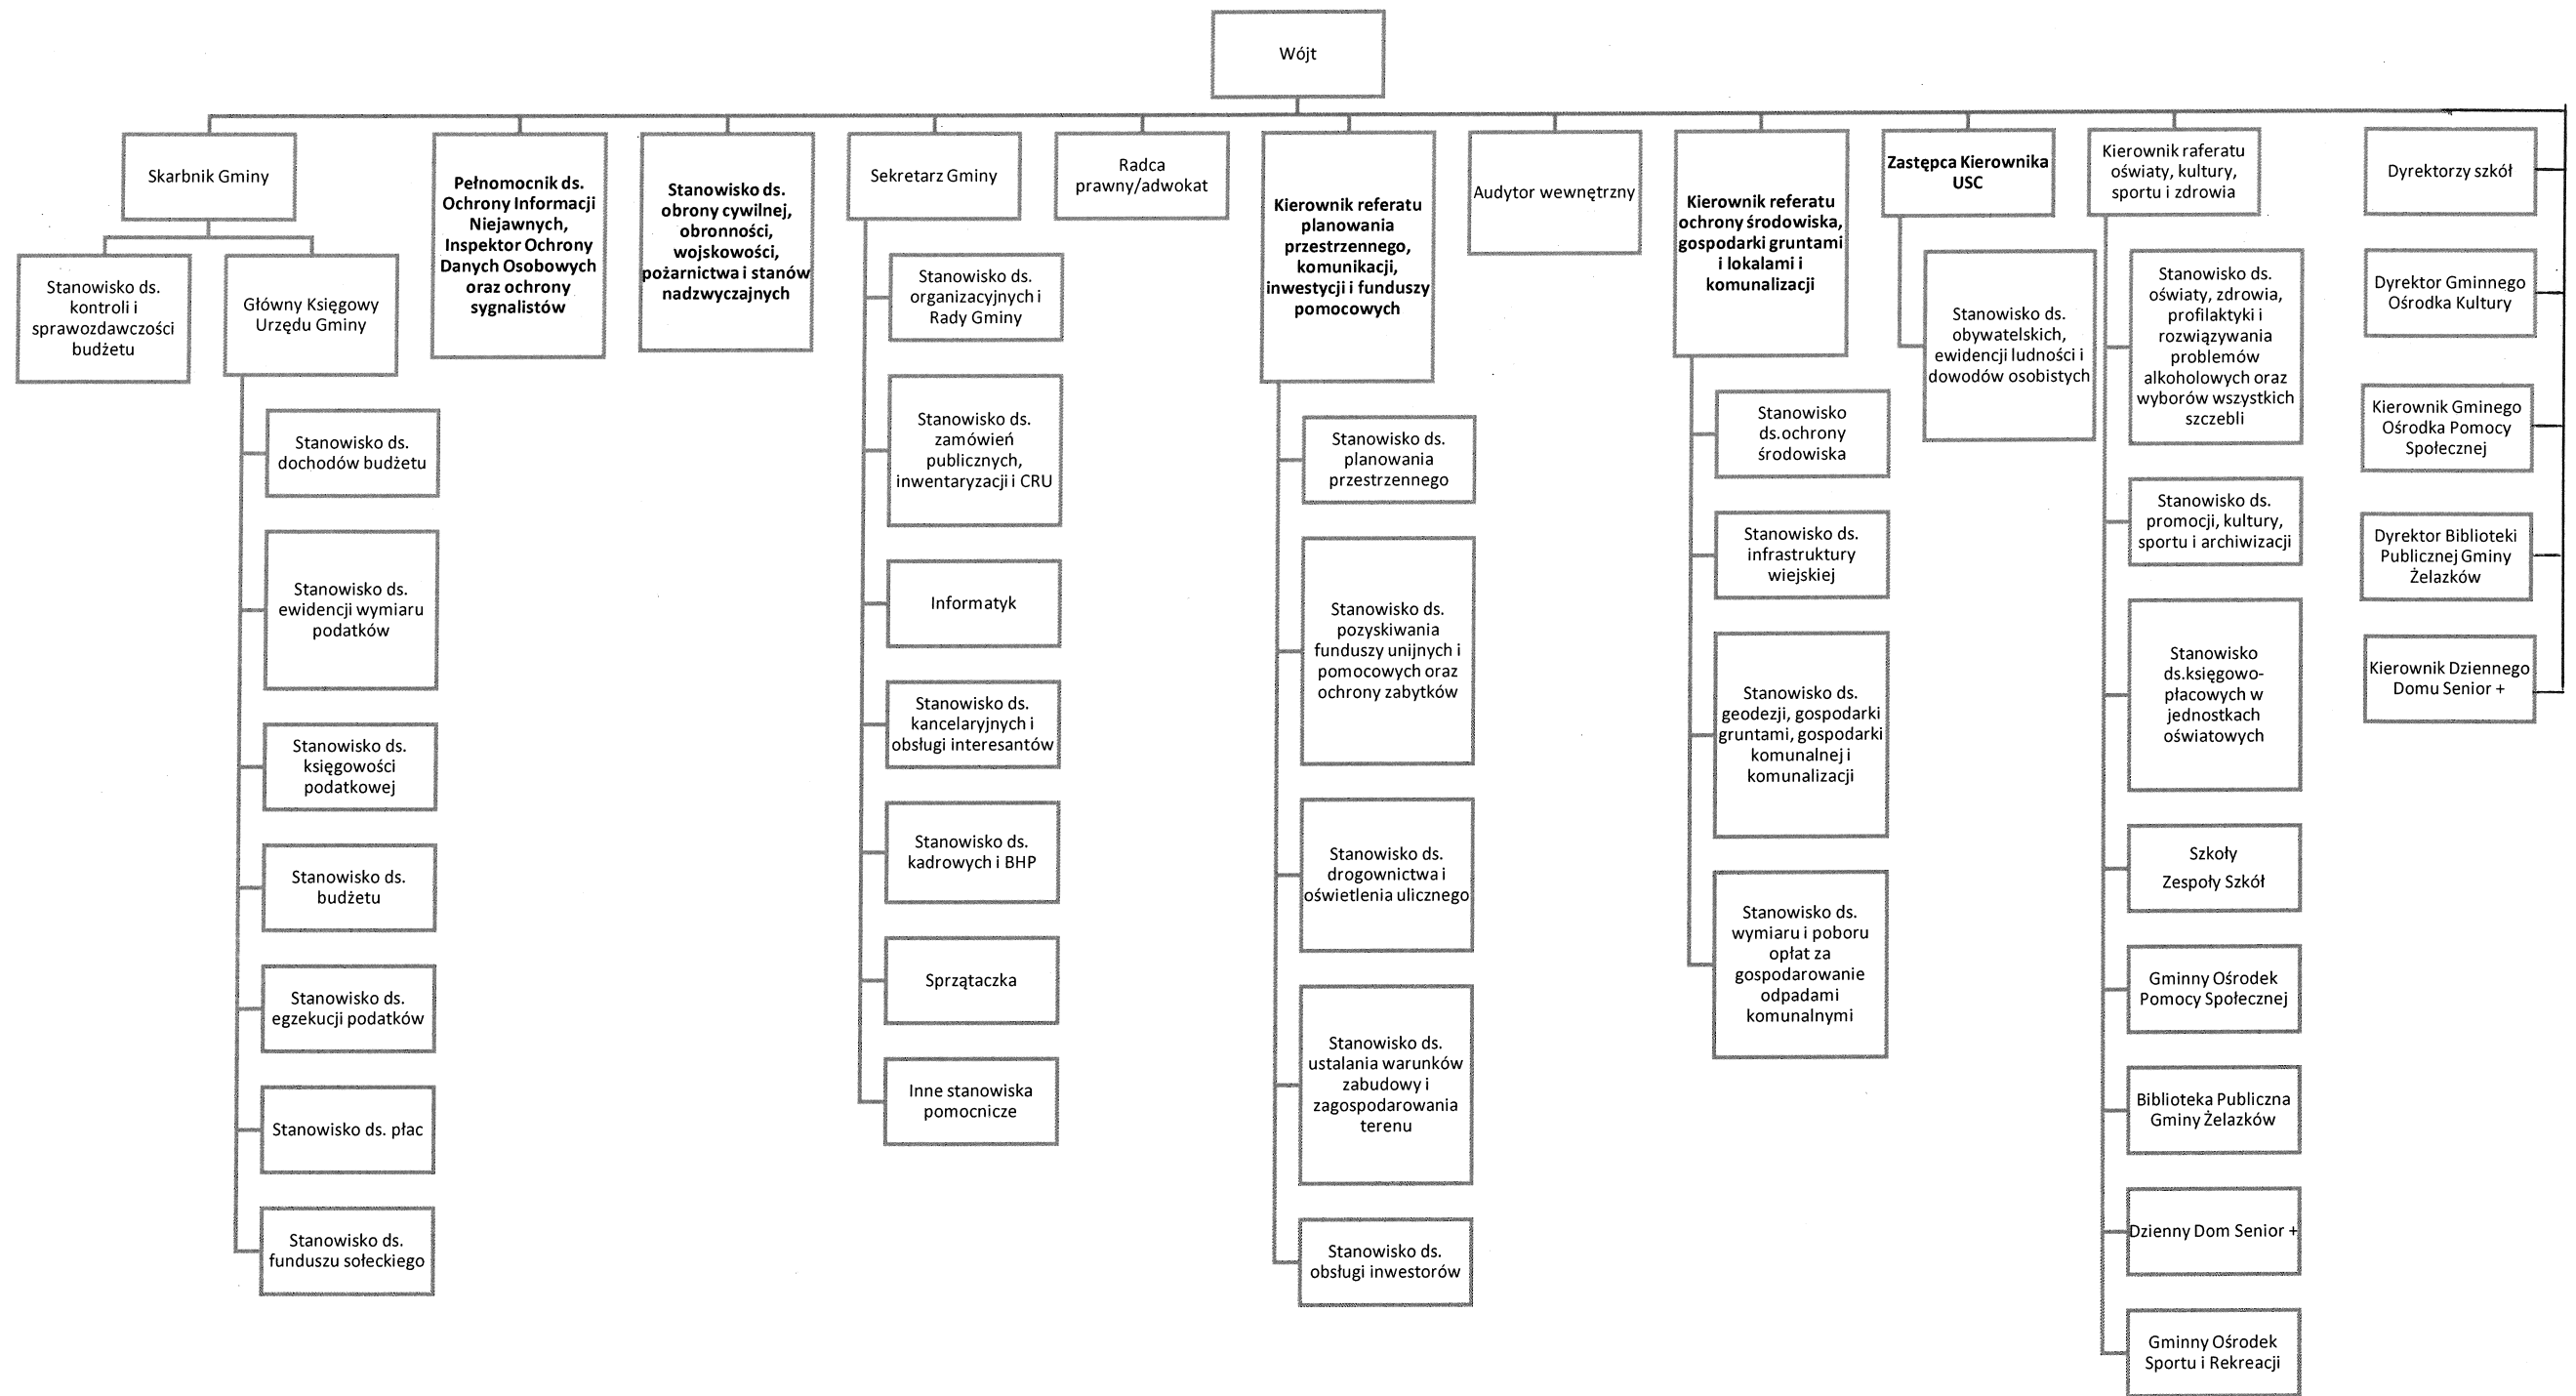 Wójt
Skarbnik Gminy
Stanowisko ds.
kontroli i
sprawozdawczości
budżetu
Główny Księgowy
Urzędu Gminy
Stanowisko ds.
dochodów budżetu
Stanowisko ds.
ewidencji wymiaru
podatków
Stanowisko ds.
księgowości
podatkowej
Stanowisko ds.
budżetu
Stanowisko ds.
egzekucji podatków
Stanowisko ds. płac
Stanowisko ds.
funduszu sołeckiego
Pełnomocnik ds.
Ochrony Informacji
Niejawnych,
Inspektor Ochrony
Danych Osobowych
oraz ochrony
sygnalistów
Stanowisko ds.
obrony cywilnej,
obronności,
wojskowości,
pożarnictwa i stanów
nadzwyczajnych
Sekretarz Gminy
Stanowisko ds.
organizacyjnych i
Rady Gminy
Stanowisko ds.
zamówień
publicznych,
inwentaryzacji i CRU
Informatyk
Stanowisko ds.
kancelaryjnych i
obsługi interesantów
Stanowisko ds.
kadrowych i BHP
Sprzątaczka
Inne stanowiska
pomocnicze
Radca
prawny/adwokat
Kierownik referatu
planowania
przestrzennego,
komunikacji,
inwestycji i funduszy
pomocowych
Stanowisko ds.
planowania
przestrzennego
Stanowisko ds.
pozyskiwania
funduszy unijnych i
pomocowych oraz
ochrony zabytków
Stanowisko ds.
drogownictwa i
oświetlenia ulicznego
Stanowisko ds.
ustalania warunków
zabudowy i
zagospodarowania
terenu
Stanowisko ds.
obsługi inwestorów
Audytor wewnętrzny
Kierownik referatu
ochrony środowiska,
gospodarki gruntami
i lokalami i
komunalizacji
Stanowisko
ds.ochrony
środowiska
Stanowisko ds.
infrastruktury
wiejskiej
Stanowisko ds.
geodezji, gospodarki
gruntami, gospodarki
komunalnej i
komunalizacji
Stanowisko ds.
wymiaru i poboru
opłat za
gospodarowanie
odpadami
komunalnymi
Zastępca Kierownika
USC
Stanowisko ds.
obywatelskich,
ewidencji ludności i
dowodów osobistych
Kierownik raferatu
oświaty, kultury,
sportu i zdrowia
Stanowisko ds.
oświaty, zdrowia,
profilaktyki i
rozwiązywania
problemów
alkoholowych oraz
wyborów wszystkich
szczebli
Stanowisko ds.
promocji, kultury,
sportu i archiwizacji
Stanowisko
ds.księgowo-
płacowych w
jednostkach
oświatowych
Szkoły
Zespoły Szkół
Gminny Ośrodek
Pomocy Społecznej
Biblioteka Publiczna
Gminy Żelazków
Dzienny Dom Senior +
Gminny Ośrodek
Sportu i Rekreacji
Dyrektorzy szkół
Dyrektor Gminnego
Ośrodka Kultury
Kierownik Gminego
Ośrodka Pomocy
Społecznej
Dyrektor Biblioteki
Publicznej Gminy
Żelazków
Kierownik Dziennego
Domu Senior +